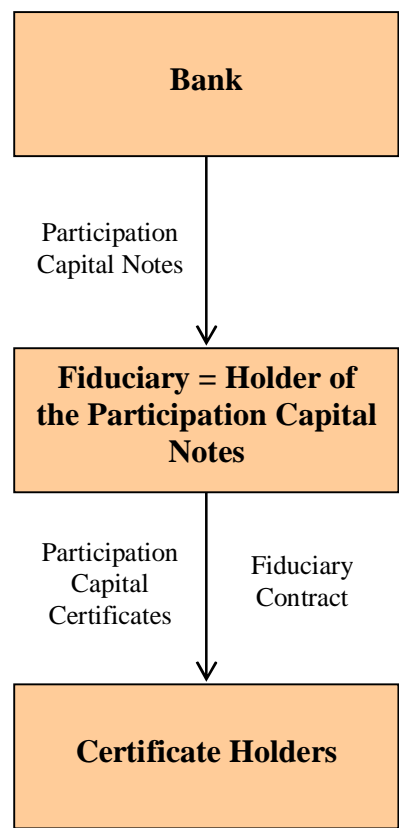 Bank
Participation
Capital Notes
Fiduciary = Holder of
the Participation Capital
Notes
Participation
Capital
Certificates
Fiduciary
Contract
Certificate Holders